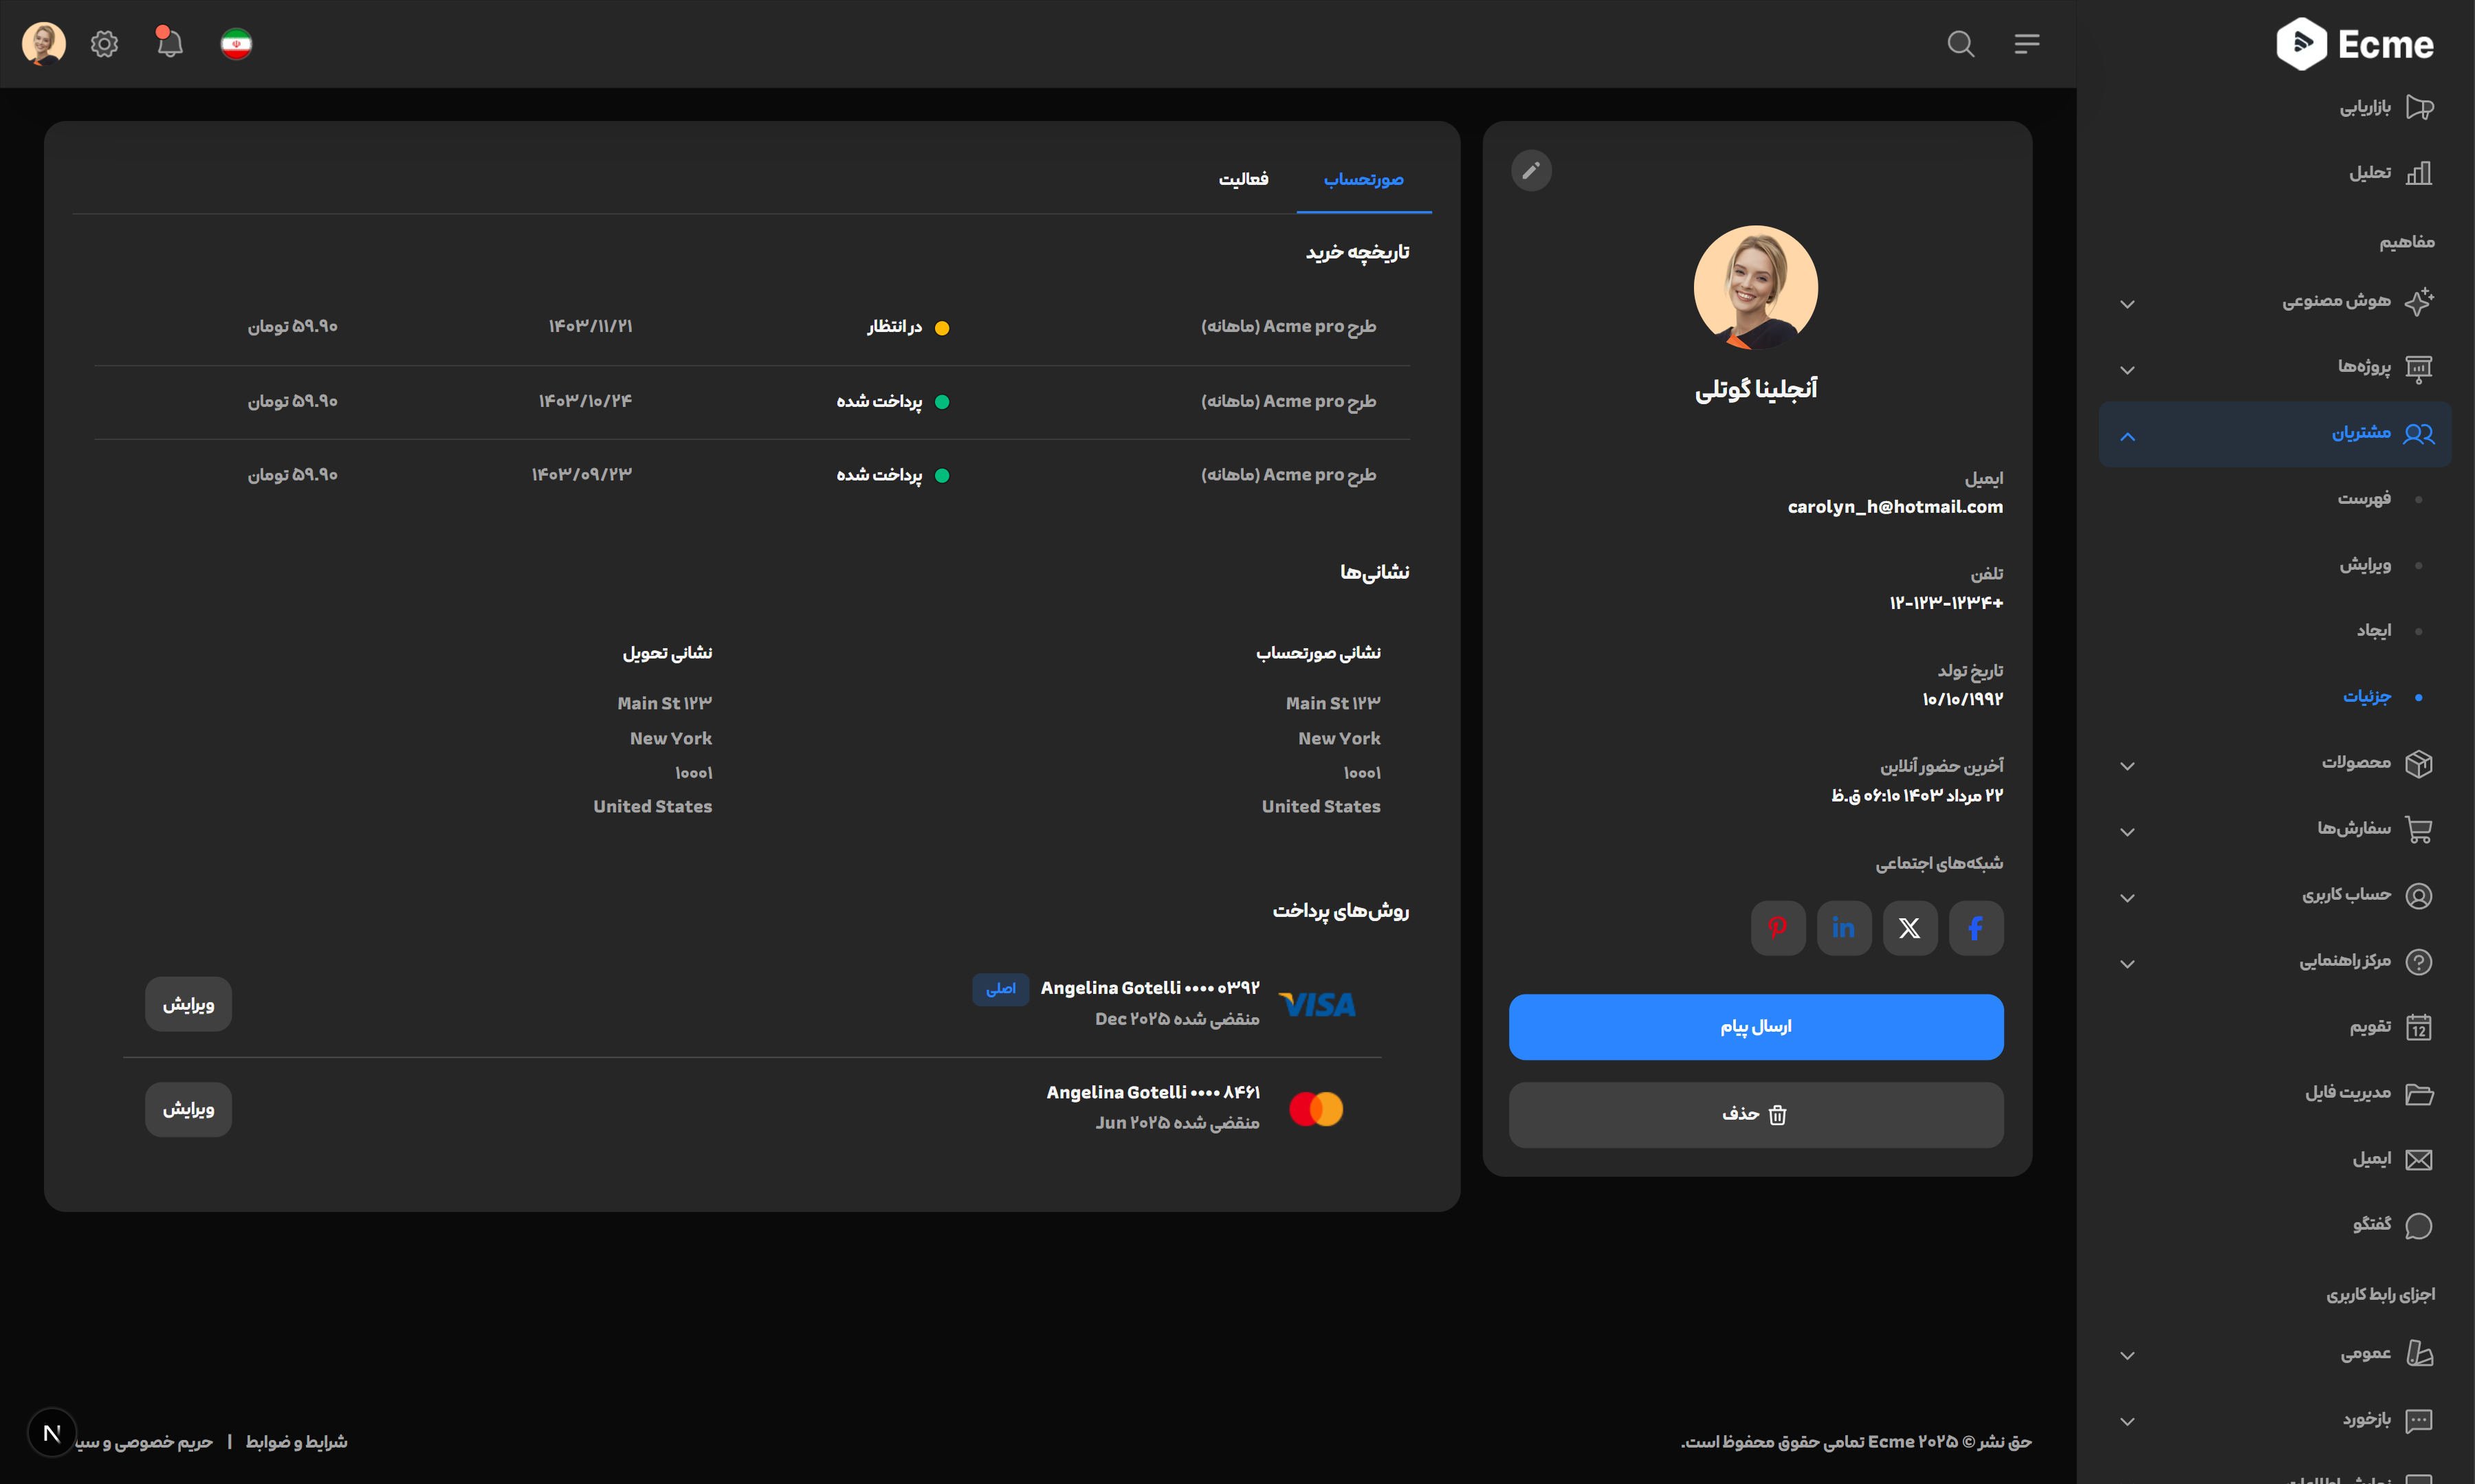 Ecme
بازاریابی
تحلیل
مفاهیم
هوش مصنوعی
پروژه‌ها
مشتریان
فهرست
ویرایش
ایجاد
جزئیات
محصولات
سفارش‌ها
حساب کاربری
مرکز راهنمایی
12
تقویم
مدیریت فایل
ایمیل
گفتگو
اجزای رابط کاربری
عمومی
بازخورد
آنجلینا گوتلی
ایمیل
carolyn_h@hotmail.com
تلفن
+۱۲-۱۲۳-۱۲۳۴
تاریخ تولد
۱۰/۱۰/۱۹۹۲
آخرین حضور آنلاین
۲۲ مرداد ۱۴۰۳ ۰۶:۱۰ ق.ظ
شبکه‌های اجتماعی
ارسال پیام
حذف
صورتحساب
فعالیت
تاریخچه خرید
طرح Acme pro (ماهانه) در انتظار ۱۴۰۳/۱۱/۲۱ ۵۹.۹۰ تومان
طرح Acme pro (ماهانه) پرداخت شده ۱۴۰۳/۱۰/۲۴ ۵۹.۹۰ تومان
طرح Acme pro (ماهانه) پرداخت شده ۱۴۰۳/۰۹/۲۳ ۵۹.۹۰ تومان
نشانی‌ها
نشانی صورتحساب
Main St ۱۲۳
New York
۱۰۰۰۱
United States
نشانی تحویل
Main St ۱۲۳
New York
۱۰۰۰۱
United States
روش‌های پرداخت
VISA
Angelina Gotelli •••• ۰۳۹۲ اصلی
منقضی شده Dec ۲۰۲۵
ویرایش
Angelina Gotelli •••• ۸۴۶۱
منقضی شده Jun ۲۰۲۵
ویرایش
حق نشر © ۲۰۲۵ Ecme تمامی حقوق محفوظ است.
شرایط و ضوابط | حریم خصوصی و
N